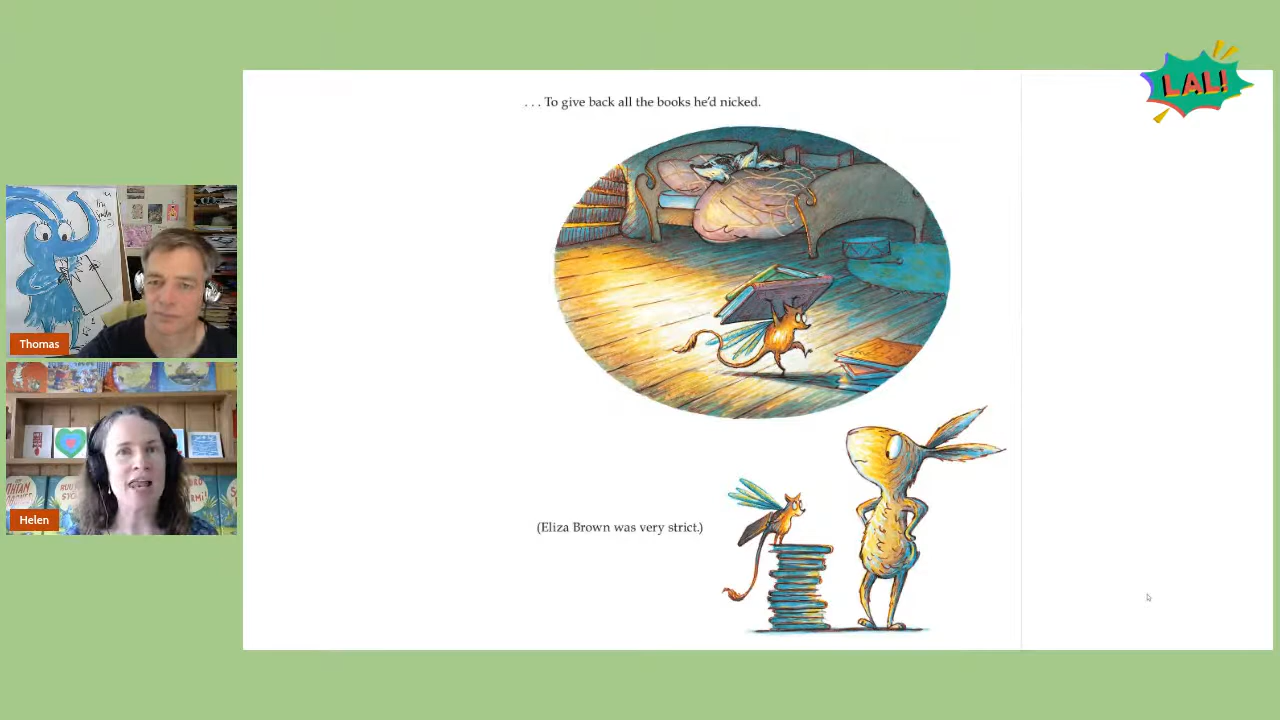 LAL!
. . . To give back all the books he’d nicked.
Thomas
(Eliza Brown was very strict.)
Helen